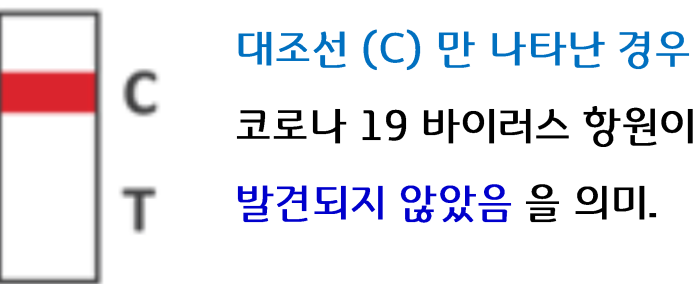 대조선 (C) 만 나타난 경우
C
코로나 19 바이러스 항원이
T
발견되지 않았음 을 의미.